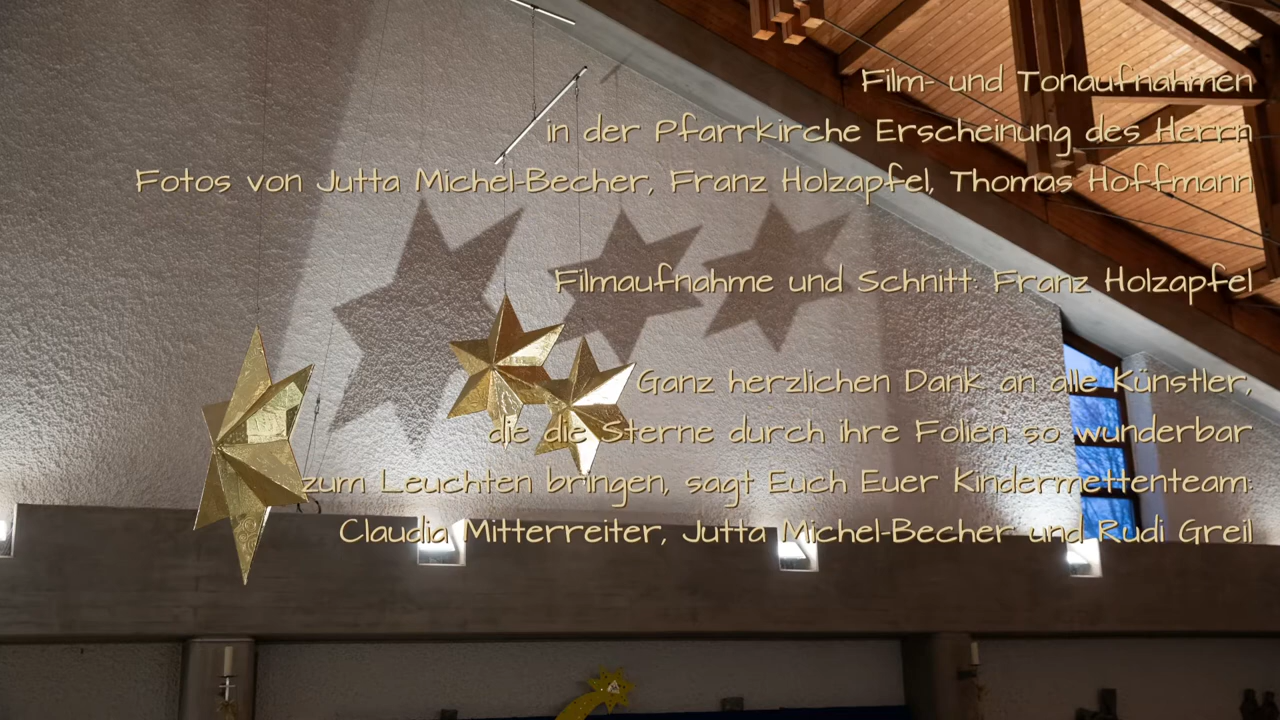 Film- und Tonaufnahmen
in der Pfarrkirche Erscheinung des Herrn
Fotos von Jutta Michel-Becher, Franz Holzapfel, Thomas Hoffmann
Filmaufnahme und Schnitt: Franz Holzapfel
Ganz herzlichen Dank an alle Künstler,
die die Sterne durch ihre Folien so wunderbar
zum Leuchten bringen, sagt Euch Euer Kindermettenteam:
Claudia Mitterreiter, Jutta Michel-Becher und Rudi Greil